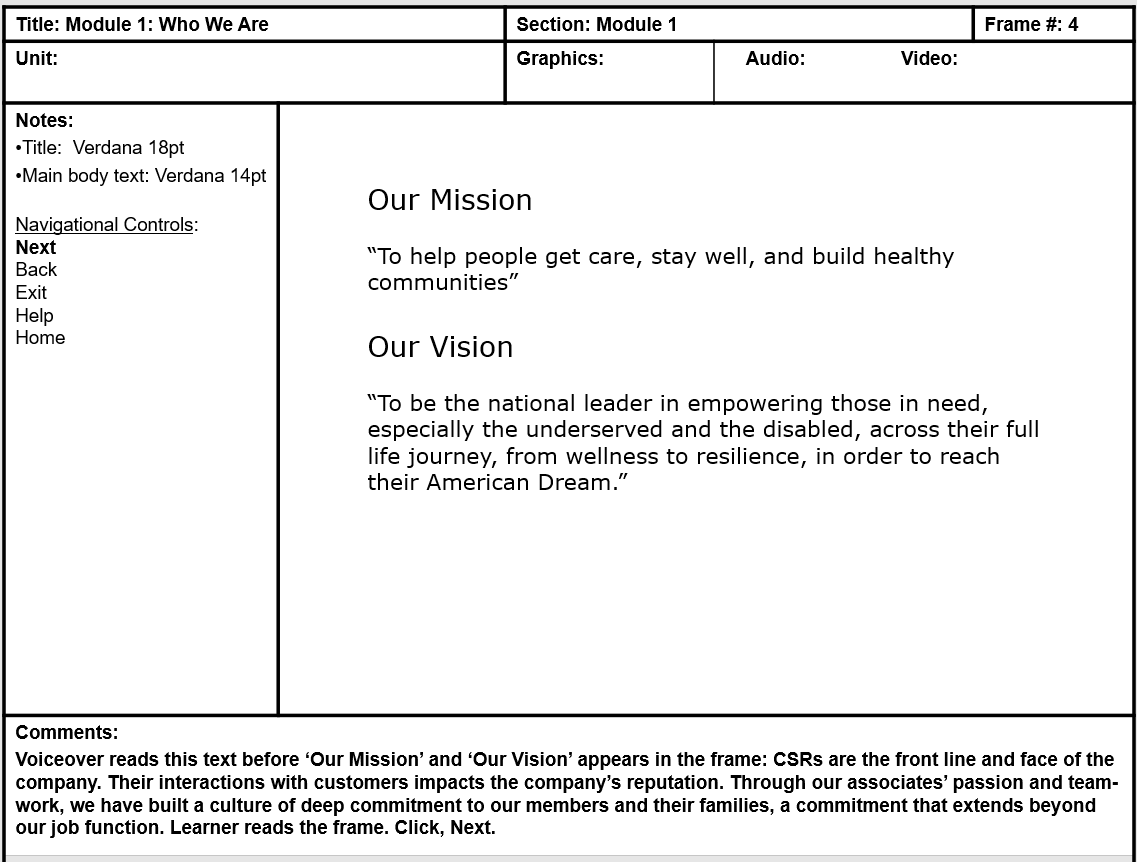 Title: Module 1: Who We Are
Section: Module 1
Frame #: 4
Unit:
Graphics:
Audio:
Video:
Notes:
•Title:  Verdana 18pt
•Main body text: Verdana 14pt
Navigational Controls:
Next
Back
Exit
Help
Home
Our Mission
“To help people get care, stay well, and build healthy
communities”
Our Vision
“To be the national leader in empowering those in need,
especially the underserved and the disabled, across their full
life journey, from wellness to resilience, in order to reach
their American Dream.”
Comments:
Voiceover reads this text before ‘Our Mission’ and ‘Our Vision’ appears in the frame: CSRs are the front line and face of the
company. Their interactions with customers impacts the company’s reputation. Through our associates’ passion and team-
work, we have built a culture of deep commitment to our members and their families, a commitment that extends beyond
our job function. Learner reads the frame. Click, Next.